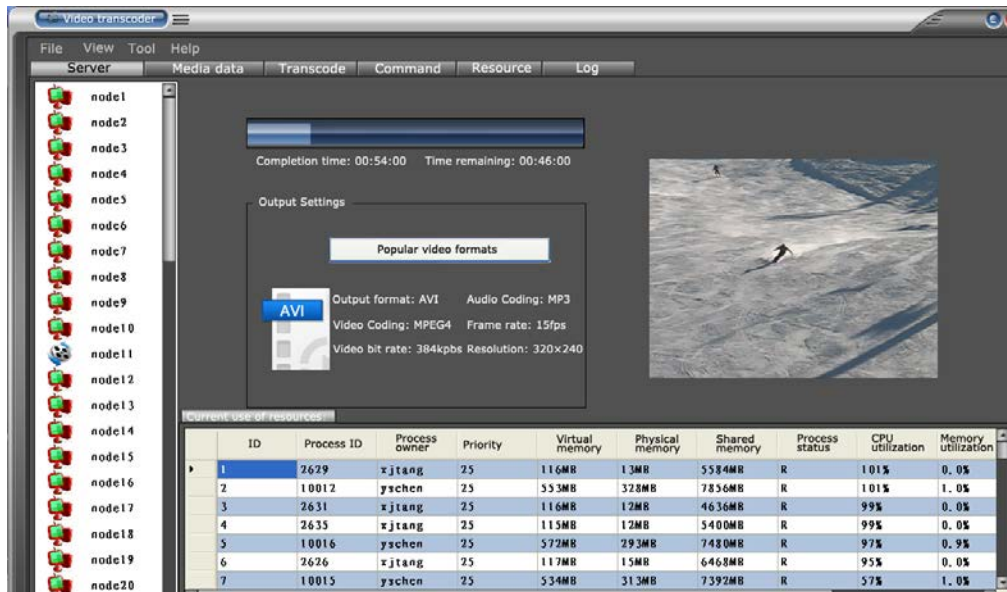 Video transcoder
File View Tool Help
Server Media data Transcode Command Resource Log
node1
node2
node3
node4
node5
node6
node7
node8
node9
node10
node11
node12
node13
node14
node15
node16
node17
node18
node19
node20
Completion time: 00:54:00 Time remaining: 00:46:00
Output Settings
Popular video formats
AVI
Output format: AVI Audio Coding: MP3
Video Coding: MPEG4 Frame rate: 15fps
Video bit rate: 384kpbs Resolution: 320×240
Current use of resources
ID Process ID Process owner Priority Virtual memory Physical memory Shared memory Process status CPU utilization Memory utilization
1 2629 xjtang 25 116MB 13MB 5584MB R 101% 0.0%
2 10012 yschen 25 553MB 328MB 7856MB R 101% 1.0%
3 2631 xjtang 25 116MB 12MB 4636MB R 99% 0.0%
4 2635 xjtang 25 115MB 12MB 5400MB R 99% 0.0%
5 10016 yschen 25 572MB 293MB 7480MB R 97% 0.9%
6 2626 xjtang 25 117MB 15MB 6468MB R 95% 0.0%
7 10015 yschen 25 534MB 313MB 7392MB R 57% 1.0%